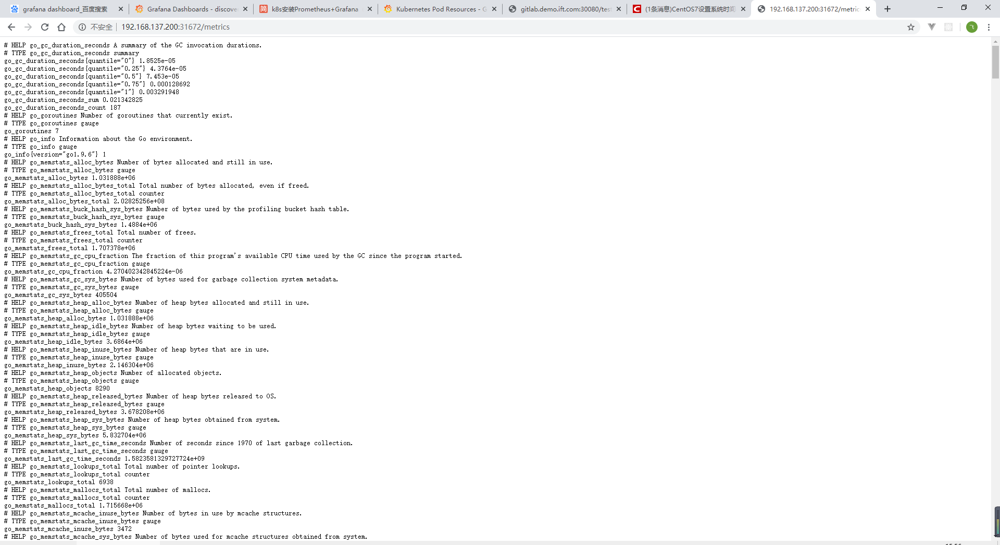 grafana dashboard_百度搜索
Grafana Dashboards - discove
k8s安装Prometheus+Grafana
Kubernetes Pod Resources - G
gitlab.demo.ift.com:30080/test
(1条消息)CentOS7设置系统时间
192.168.137.200:31672/metric
不安全 192.168.137.200:31672/metrics
# HELP go_gc_duration_seconds A summary of the GC invocation durations.
# TYPE go_gc_duration_seconds summary
go_gc_duration_seconds{quantile="0"} 1.8525e-05
go_gc_duration_seconds{quantile="0.25"} 4.3764e-05
go_gc_duration_seconds{quantile="0.5"} 7.453e-05
go_gc_duration_seconds{quantile="0.75"} 0.000128692
go_gc_duration_seconds{quantile="1"} 0.003291948
go_gc_duration_seconds_sum 0.021342825
go_gc_duration_seconds_count 187
# HELP go_goroutines Number of goroutines that currently exist.
# TYPE go_goroutines gauge
go_goroutines 7
# HELP go_info Information about the Go environment.
# TYPE go_info gauge
go_info{version="go1.9.6"} 1
# HELP go_memstats_alloc_bytes Number of bytes allocated and still in use.
# TYPE go_memstats_alloc_bytes gauge
go_memstats_alloc_bytes 1.031888e+06
# HELP go_memstats_alloc_bytes_total Total number of bytes allocated, even if freed.
# TYPE go_memstats_alloc_bytes_total counter
go_memstats_alloc_bytes_total 2.02825256e+08
# HELP go_memstats_buck_hash_sys_bytes Number of bytes used by the profiling bucket hash table.
# TYPE go_memstats_buck_hash_sys_bytes gauge
go_memstats_buck_hash_sys_bytes 1.4884e+06
# HELP go_memstats_frees_total Total number of frees.
# TYPE go_memstats_frees_total counter
go_memstats_frees_total 1.707378e+06
# HELP go_memstats_gc_cpu_fraction The fraction of this program's available CPU time used by the GC since the program started.
# TYPE go_memstats_gc_cpu_fraction gauge
go_memstats_gc_cpu_fraction 4.270402342845224e-06
# HELP go_memstats_gc_sys_bytes Number of bytes used for garbage collection system metadata.
# TYPE go_memstats_gc_sys_bytes gauge
go_memstats_gc_sys_bytes 405504
# HELP go_memstats_heap_alloc_bytes Number of heap bytes allocated and still in use.
# TYPE go_memstats_heap_alloc_bytes gauge
go_memstats_heap_alloc_bytes 1.031888e+06
# HELP go_memstats_heap_idle_bytes Number of heap bytes waiting to be used.
# TYPE go_memstats_heap_idle_bytes gauge
go_memstats_heap_idle_bytes 3.6864e+06
# HELP go_memstats_heap_inuse_bytes Number of heap bytes that are in use.
# TYPE go_memstats_heap_inuse_bytes gauge
go_memstats_heap_inuse_bytes 2.146304e+06
# HELP go_memstats_heap_objects Number of allocated objects.
# TYPE go_memstats_heap_objects gauge
go_memstats_heap_objects 8290
# HELP go_memstats_heap_released_bytes Number of heap bytes released to OS.
# TYPE go_memstats_heap_released_bytes gauge
go_memstats_heap_released_bytes 3.678208e+06
# HELP go_memstats_heap_sys_bytes Number of heap bytes obtained from system.
# TYPE go_memstats_heap_sys_bytes gauge
go_memstats_heap_sys_bytes 5.832704e+06
# HELP go_memstats_last_gc_time_seconds Number of seconds since 1970 of last garbage collection.
# TYPE go_memstats_last_gc_time_seconds gauge
go_memstats_last_gc_time_seconds 1.5823581329727724e+09
# HELP go_memstats_lookups_total Total number of pointer lookups.
# TYPE go_memstats_lookups_total counter
go_memstats_lookups_total 6938
# HELP go_memstats_mallocs_total Total number of mallocs.
# TYPE go_memstats_mallocs_total counter
go_memstats_mallocs_total 1.715668e+06
# HELP go_memstats_mcache_inuse_bytes Number of bytes in use by mcache structures.
# TYPE go_memstats_mcache_inuse_bytes gauge
go_memstats_mcache_inuse_bytes 3472
# HELP go_memstats_mcache_sys_bytes Number of bytes used for mcache structures obtained from system.